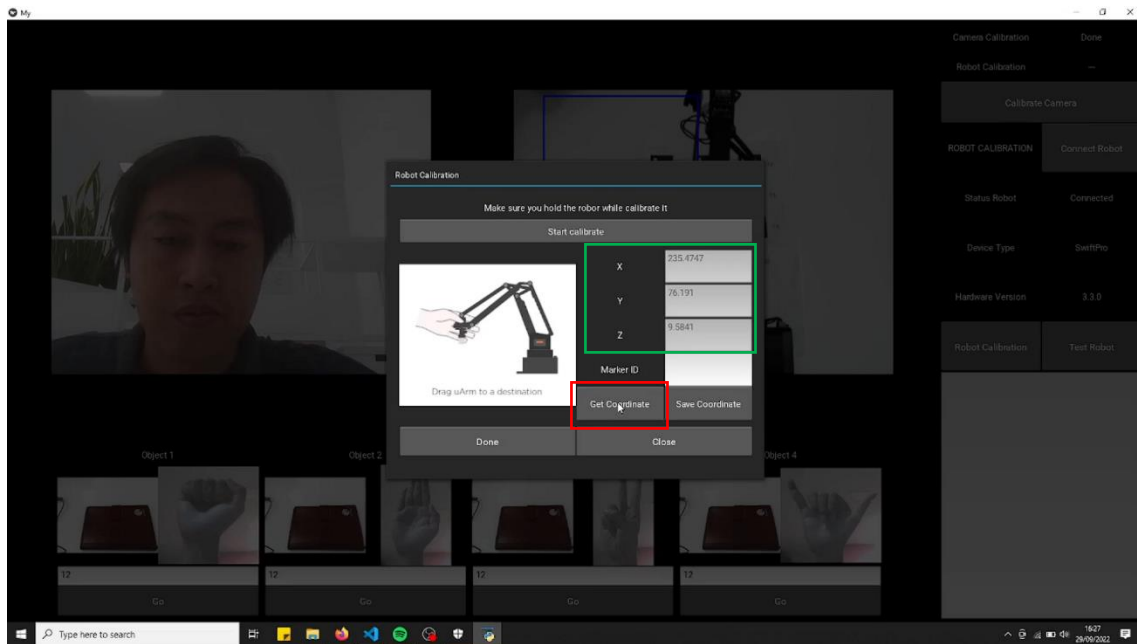 My
Camera Calibration Done
Robot Calibration —
Calibrate Camera
ROBOT CALIBRATION Connect Robot
Status Robot Connected
Device Type SwiftPro
Hardware Version 3.3.0
Robot Calibration Test Robot
Robot Calibration
Make sure you hold the robor while calibrate it
Start calibrate
X 235.4747
Y 76.191
Z 9.5841
Marker ID
Drag uArm to a destination
Get Coordinate Save Coordinate
Done Close
Object 1 Object 2 Object 4
12 12 12 12
Go Go Go Go
Type here to search
16:27
29/09/2022